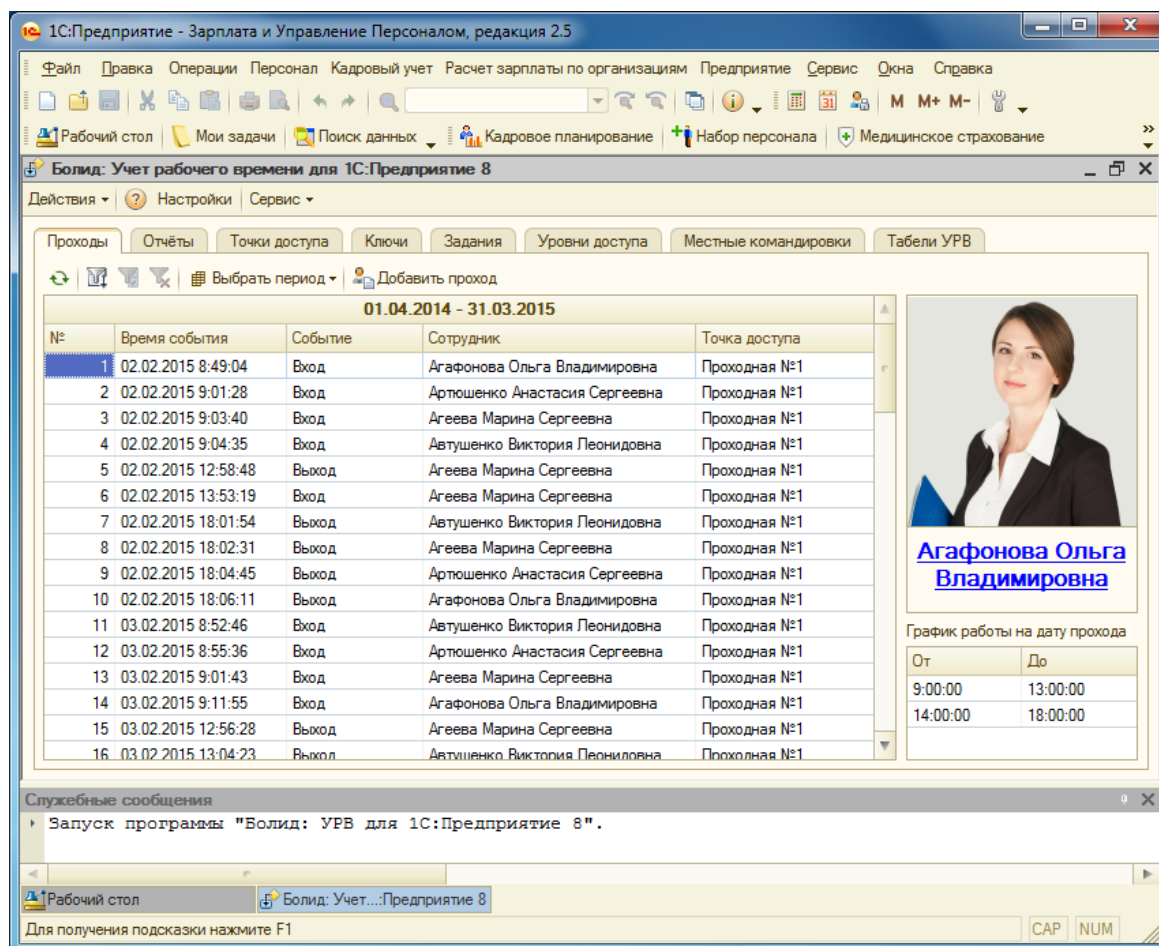 1С:Предприятие - Зарплата и Управление Персоналом, редакция 2.5
Файл Правка Операции Персонал Кадровый учет Расчет зарплаты по организациям Предприятие Сервис Окна Справка
M M+ M-
Рабочий стол Мои задачи Поиск данных Кадровое планирование Набор персонала Медицинское страхование
Болид: Учет рабочего времени для 1С:Предприятие 8
Действия Настройки Сервис
Проходы Отчёты Точки доступа Ключи Задания Уровни доступа Местные командировки Табели УРВ
Выбрать период Добавить проход
01.04.2014 - 31.03.2015
№ Время события Событие Сотрудник Точка доступа
1 02.02.2015 8:49:04 Вход Агафонова Ольга Владимировна Проходная №1
2 02.02.2015 9:01:28 Вход Артюшенко Анастасия Сергеевна Проходная №1
3 02.02.2015 9:03:40 Вход Агеева Марина Сергеевна Проходная №1
4 02.02.2015 9:04:35 Вход Автушенко Виктория Леонидовна Проходная №1
5 02.02.2015 12:58:48 Выход Агеева Марина Сергеевна Проходная №1
6 02.02.2015 13:53:19 Вход Агеева Марина Сергеевна Проходная №1
7 02.02.2015 18:01:54 Выход Автушенко Виктория Леонидовна Проходная №1
8 02.02.2015 18:02:31 Выход Агеева Марина Сергеевна Проходная №1
9 02.02.2015 18:04:45 Выход Артюшенко Анастасия Сергеевна Проходная №1
10 02.02.2015 18:06:11 Выход Агафонова Ольга Владимировна Проходная №1
11 03.02.2015 8:52:46 Вход Автушенко Виктория Леонидовна Проходная №1
12 03.02.2015 8:55:36 Вход Артюшенко Анастасия Сергеевна Проходная №1
13 03.02.2015 9:01:43 Вход Агеева Марина Сергеевна Проходная №1
14 03.02.2015 9:11:55 Вход Агафонова Ольга Владимировна Проходная №1
15 03.02.2015 12:56:28 Выход Агеева Марина Сергеевна Проходная №1
16 03.02.2015 13:04:23 Выход Автушенко Виктория Леонидовна Проходная №1
Агафонова Ольга
Владимировна
График работы на дату прохода
От До
9:00:00 13:00:00
14:00:00 18:00:00
Служебные сообщения
Запуск программы "Болид: УРВ для 1С:Предприятие 8".
Рабочий стол Болид: Учет...:Предприятие 8
Для получения подсказки нажмите F1 CAP NUM